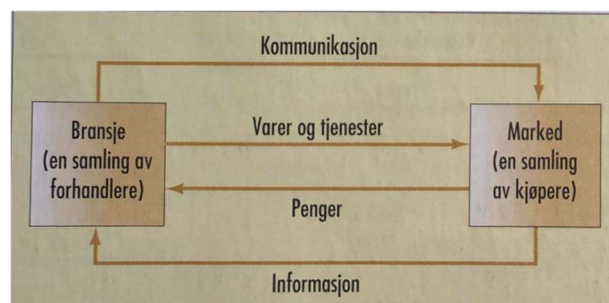 Kommunikasjon
Bransje
(en samling av
forhandlere)
Varer og tjenester
Penger
Marked
(en samling
av kjøpere)
Informasjon